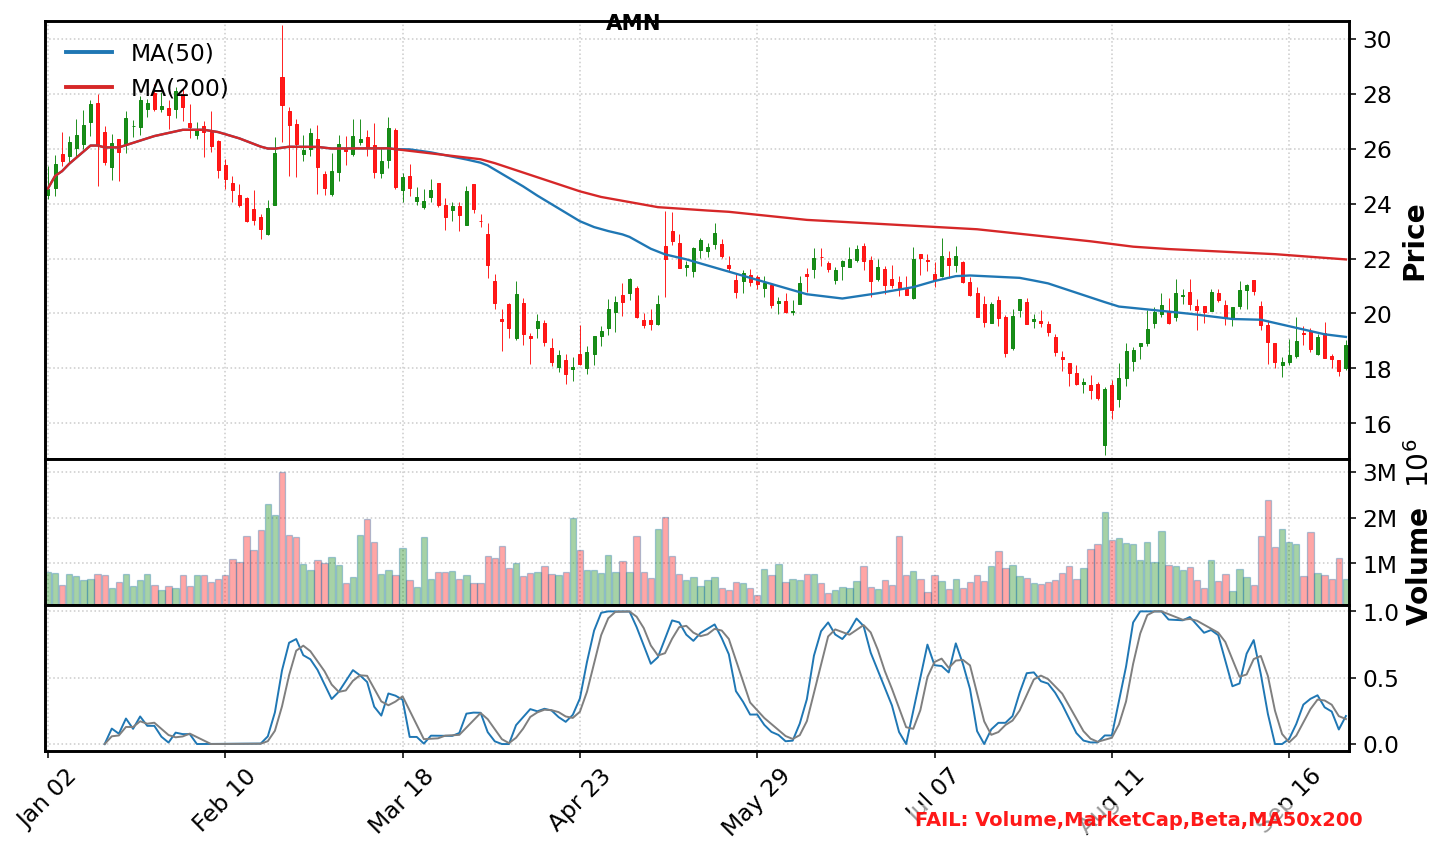 AMN
MA(50)
MA(200)
30
28
26
24
22
20
18
16
Price
3M
2M
1M
Volume 10^6
1.0
0.5
0.0
Jan 02
Feb 10
Mar 18
Apr 23
May 29
Jul 07
Aug 11
Sep 16
FAIL: Volume,MarketCap,Beta,MA50x200